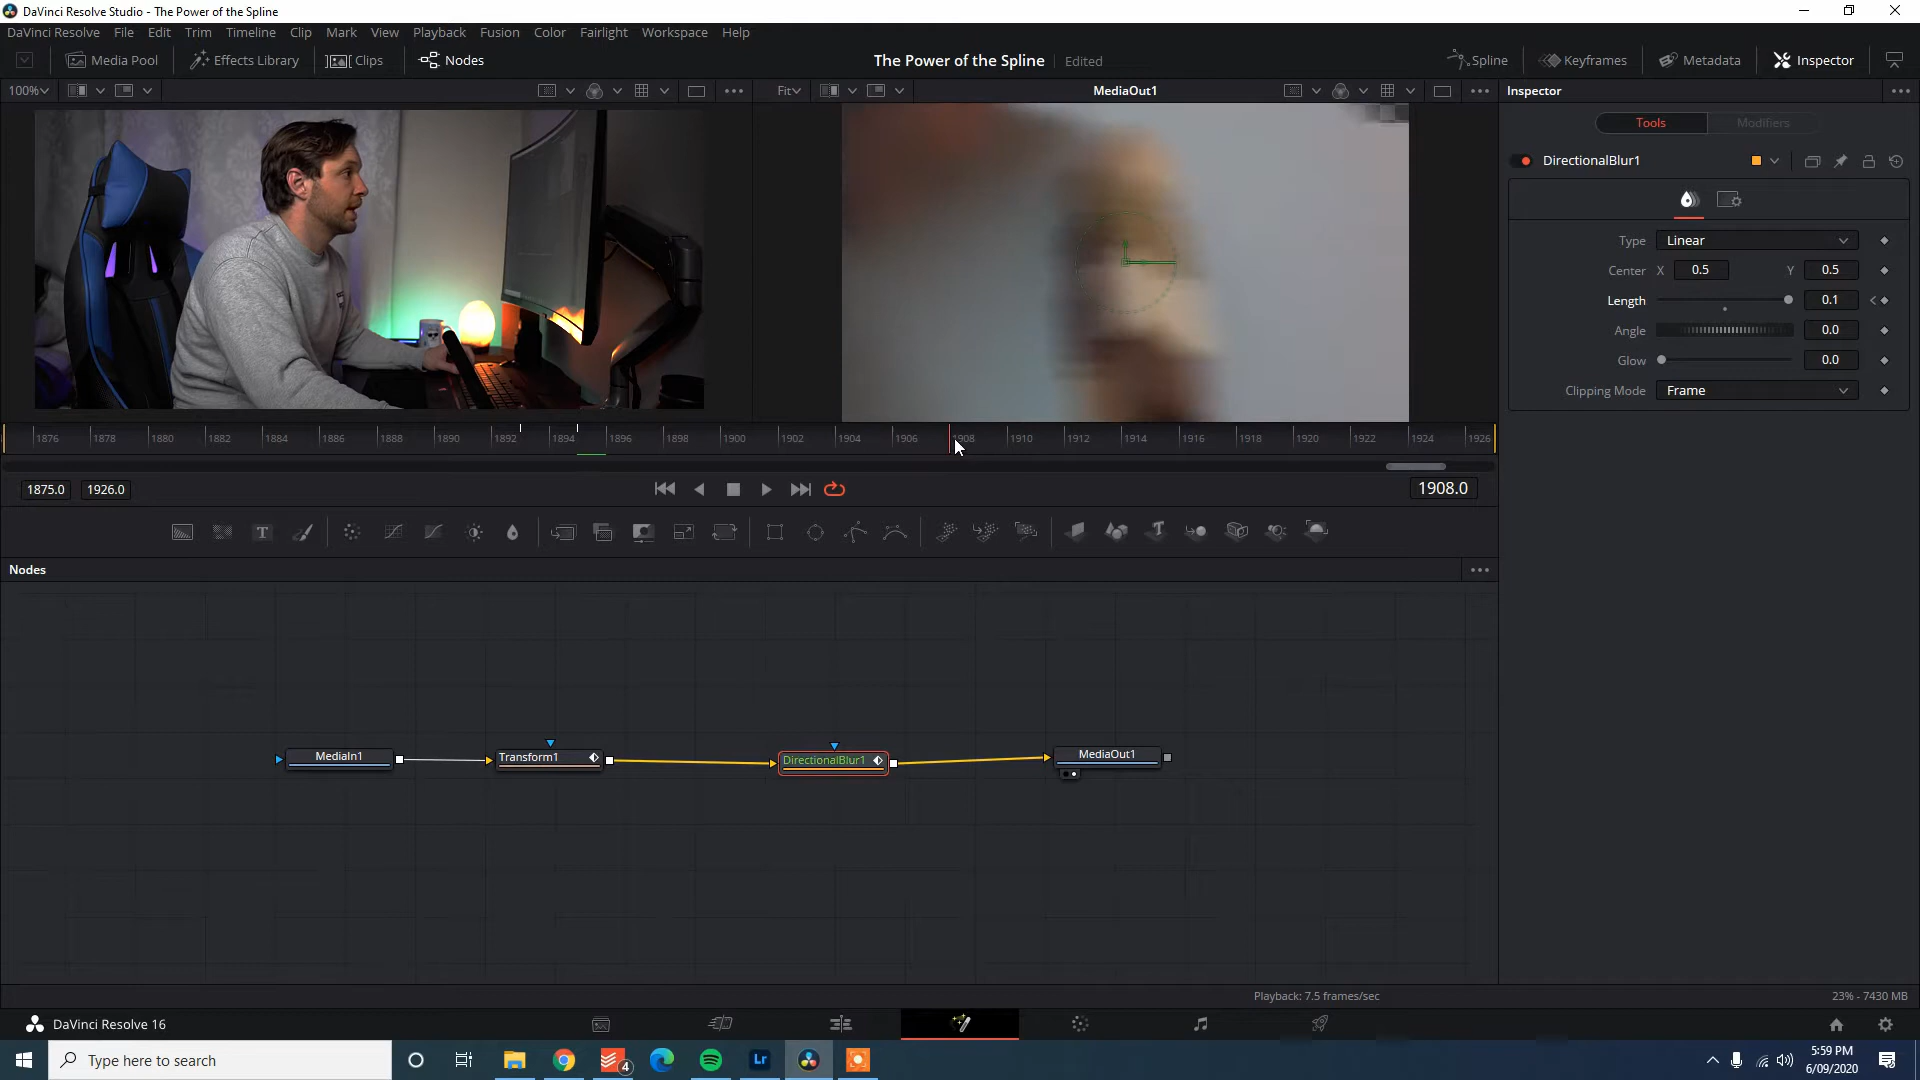 DaVinci Resolve Studio - The Power of the Spline
DaVinci Resolve File Edit Trim Timeline Clip Mark View Playback Fusion Color Fairlight Workspace Help
Media Pool Effects Library Clips Nodes The Power of the Spline Edited Spline Keyframes Metadata Inspector
100% Fit MediaOut1 Inspector
Tools Modifiers
DirectionalBlur1
Type Linear
Center X 0.5 Y 0.5
Length 0.1
Angle 0.0
Glow 0.0
Clipping Mode Frame
1876 1878 1880 1882 1884 1886 1888 1890 1892 1894 1896 1898 1900 1902 1904 1906 1908 1910 1912 1914 1916 1918 1920 1922 1924 1926
1875.0 1926.0 1908.0
Nodes
MediaIn1 Transform1 DirectionalBlur1 MediaOut1
Playback: 7.5 frames/sec 23% - 7430 MB
DaVinci Resolve 16
Type here to search 4 Lr 5:59 PM
6/09/2020